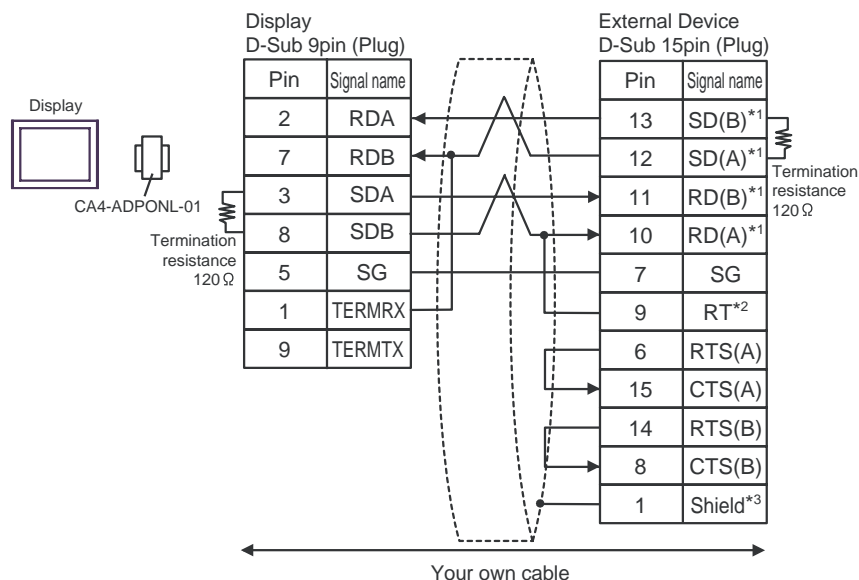 Display
D-Sub 9pin (Plug)
External Device
D-Sub 15pin (Plug)
Display
CA4-ADPONL-01
Pin Signal name
2 RDA
7 RDB
3 SDA
8 SDB
5 SG
1 TERMRX
9 TERMTX
Termination
resistance
120Ω
Pin Signal name
13 SD(B)*1
12 SD(A)*1
11 RD(B)*1
10 RD(A)*1
7 SG
9 RT*2
6 RTS(A)
15 CTS(A)
14 RTS(B)
8 CTS(B)
1 Shield*3
Termination
resistance
120Ω
Your own cable